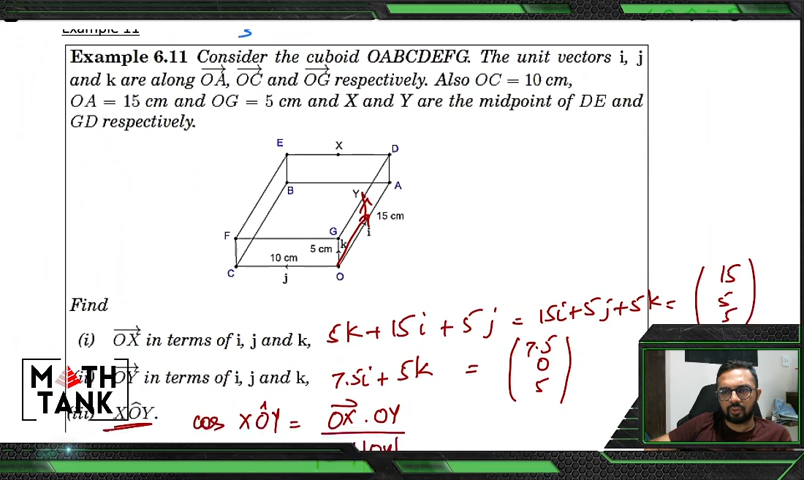 Example 11
Example 6.11 Consider the cuboid OABCDEFG. The unit vectors i, j
and k are along OA, OC and OG respectively. Also OC = 10 cm,
OA = 15 cm and OG = 5 cm and X and Y are the midpoint of DE and
GD respectively.
E X D
B Y A
15 cm
i
F G
5 cm k
10 cm
C O
j
Find
(i) OX in terms of i, j and k, 5k + 15i + 5j = 15i + 5j + 5k = (15 5 5)
OY in terms of i, j and k, 7.5i + 5k = (7.5 0 5)
MATH
TANK
XÔY. cos XÔY = OX . OY